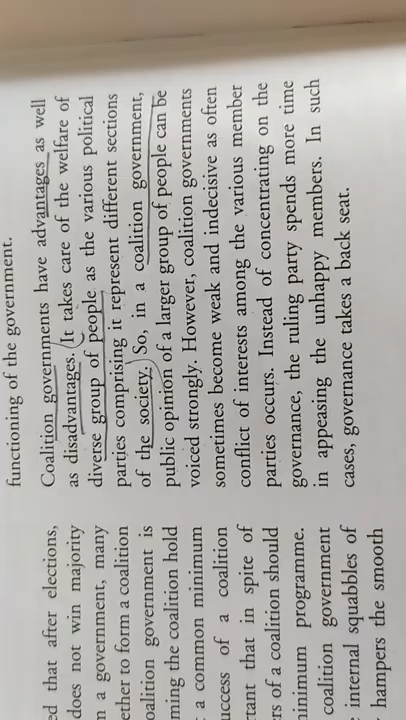 ed that after elections,
does not win majority
n a government, many
ether to form a coalition
oalition government is
ming the coalition hold
a common minimum
uccess of a coalition
tant that in spite of
rs of a coalition should
inimum programme.
coalition government
internal squabbles of
hampers the smooth
functioning of the government.
Coalition governments have advantages as well
as disadvantages. It takes care of the welfare of
diverse group of people as the various political
parties comprising it represent different sections
of the society. So, in a coalition government,
public opinion of a larger group of people can be
voiced strongly. However, coalition governments
sometimes become weak and indecisive as often
conflict of interests among the various member
parties occurs. Instead of concentrating on the
governance, the ruling party spends more time
in appeasing the unhappy members. In such
cases, governance takes a back seat.